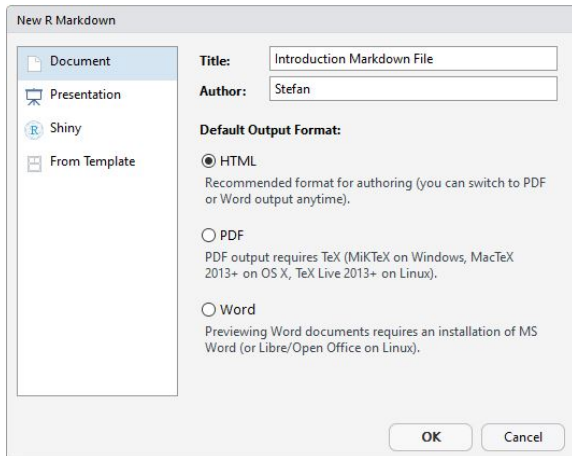 New R Markdown
Document
Presentation
Shiny
From Template
Title: Introduction Markdown File
Author: Stefan
Default Output Format:
HTML
Recommended format for authoring (you can switch to PDF
or Word output anytime).
PDF
PDF output requires TeX (MiKTeX on Windows, MacTeX
2013+ on OS X, TeX Live 2013+ on Linux).
Word
Previewing Word documents requires an installation of MS
Word (or Libre/Open Office on Linux).
OK Cancel